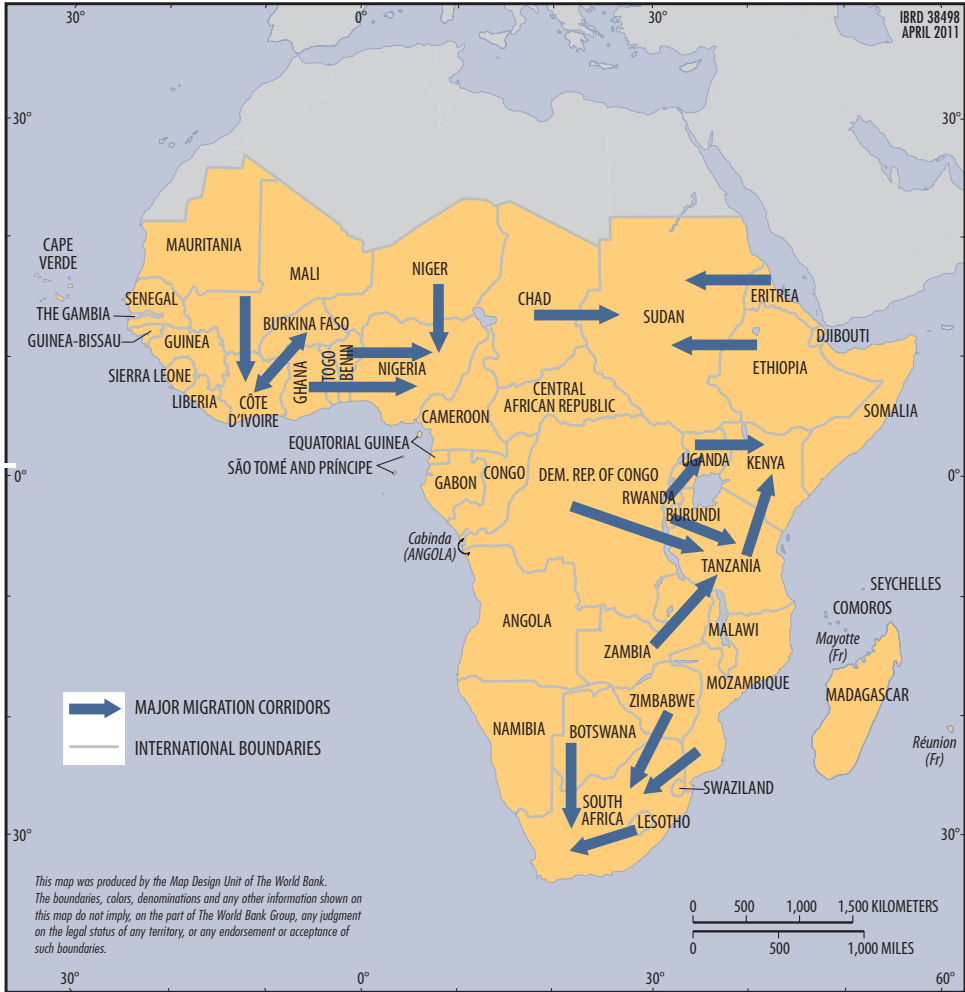 30°
0°
30°
IBRD 38498
APRIL 2011
30°
30°
MAURITANIA
CAPE
VERDE
MALI
NIGER
CHAD
SUDAN
ERITREA
SENEGAL
THE GAMBIA
BURKINA FASO
DJIBOUTI
GUINEA-BISSAU
GUINEA
NIGERIA
ETHIOPIA
SIERRA LEONE
GHANA
TOGO
BENIN
LIBERIA
CÔTE
D'IVOIRE
CENTRAL
AFRICAN REPUBLIC
CAMEROON
SOMALIA
EQUATORIAL GUINEA
UGANDA
KENYA
SÃO TOMÉ AND PRÍNCIPE
0°
GABON
CONGO
DEM. REP. OF CONGO
0°
RWANDA
BURUNDI
Cabinda
(ANGOLA)
TANZANIA
SEYCHELLES
COMOROS
ANGOLA
MALAWI
Mayotte
(Fr)
ZAMBIA
MOZAMBIQUE
MADAGASCAR
ZIMBABWE
MAJOR MIGRATION CORRIDORS
NAMIBIA
BOTSWANA
INTERNATIONAL BOUNDARIES
Réunion
(Fr)
SWAZILAND
SOUTH
AFRICA
LESOTHO
30°
30°
This map was produced by the Map Design Unit of The World Bank.
The boundaries, colors, denominations and any other information shown on
this map do not imply, on the part of The World Bank Group, any judgment
on the legal status of any territory, or any endorsement or acceptance of
such boundaries.
0 500 1,000 1,500 KILOMETERS
0 500 1,000 MILES
30°
0°
30°
60°